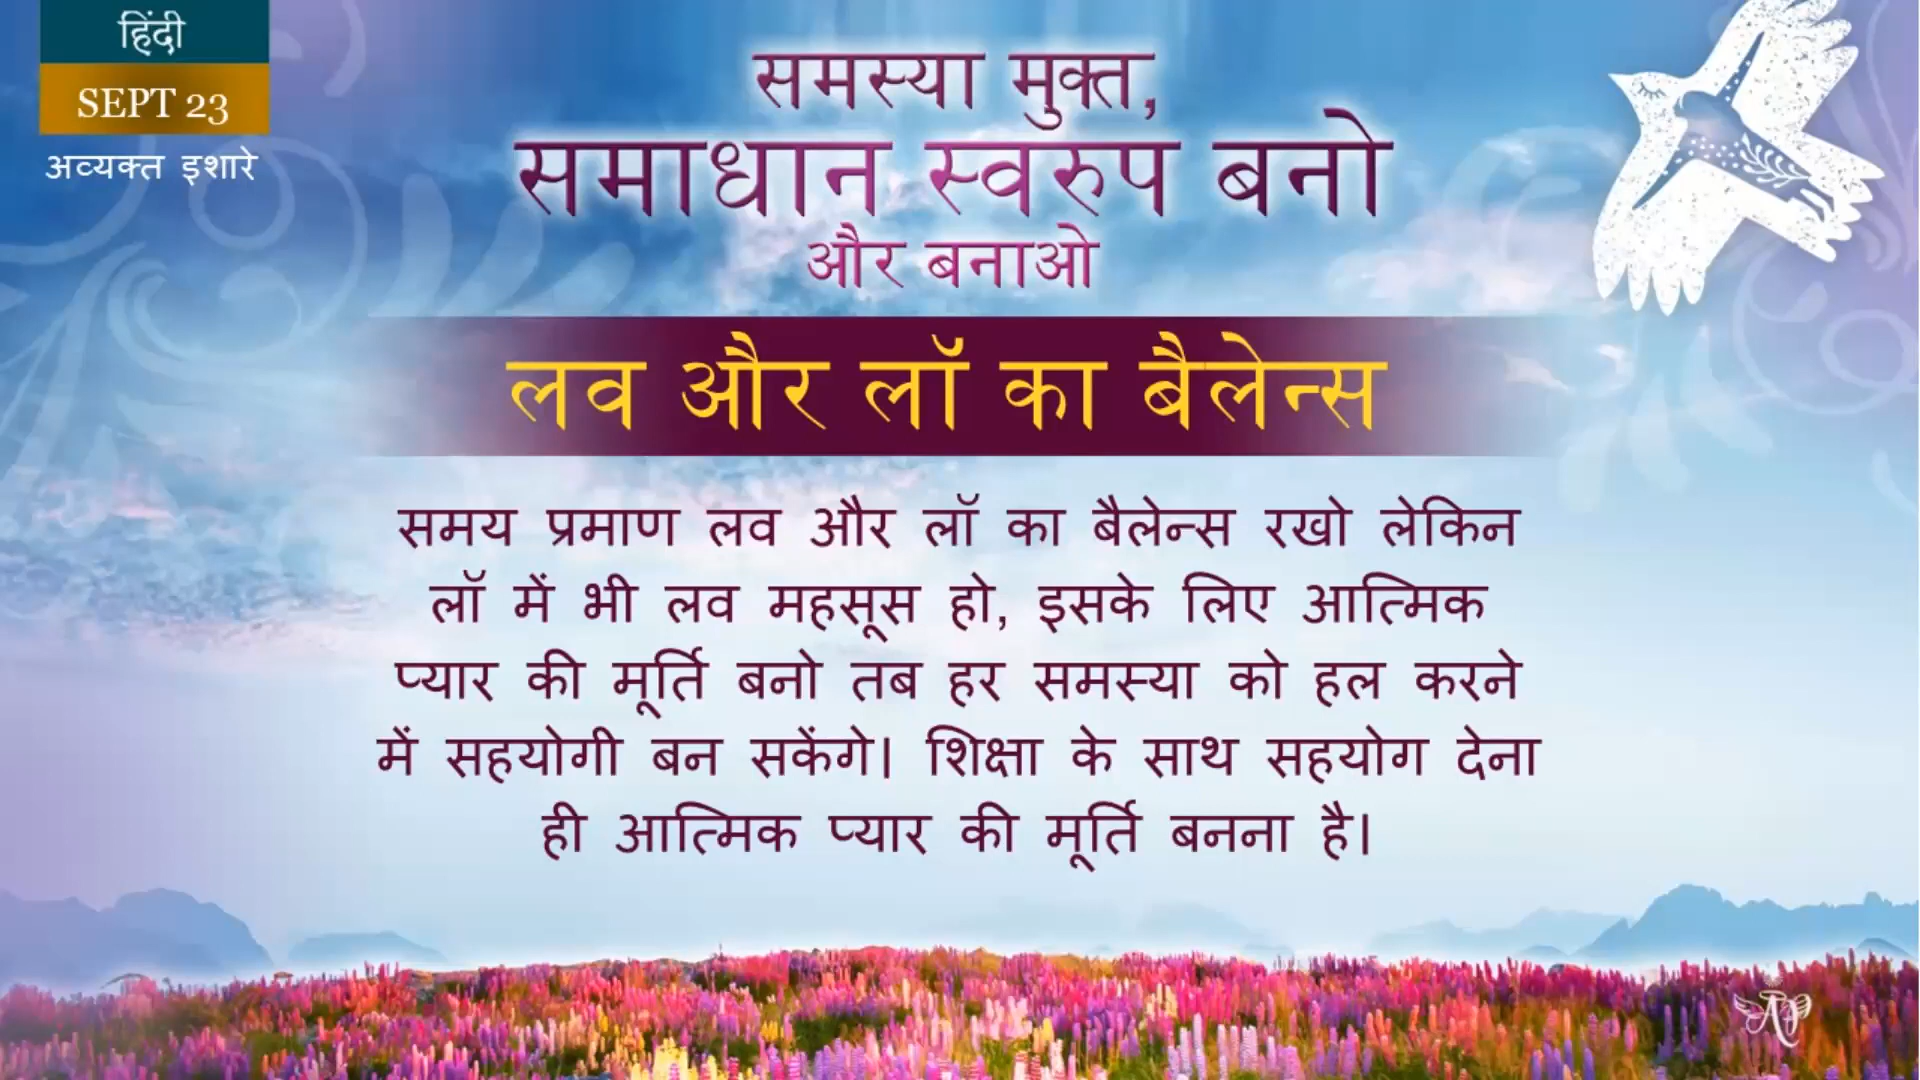 हिंदी
SEPT 23
अव्यक्त इशारे
समस्या मुक्त,
समाधान स्वरुप बनो
और बनाओ
लव और लॉ का बैलेन्स
समय प्रमाण लव और लॉ का बैलेन्स रखो लेकिन
लॉ में भी लव महसूस हो, इसके लिए आत्मिक
प्यार की मूर्ति बनो तब हर समस्या को हल करने
में सहयोगी बन सकेंगे। शिक्षा के साथ सहयोग देना
ही आत्मिक प्यार की मूर्ति बनना है।